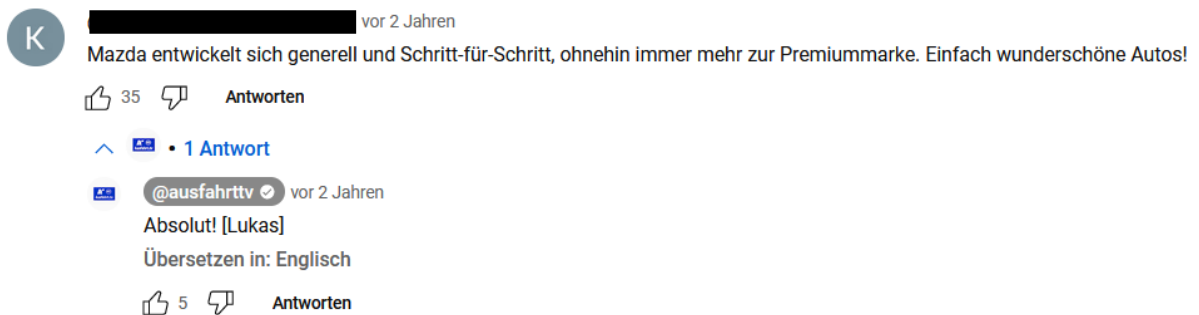 K
vor 2 Jahren
Mazda entwickelt sich generell und Schritt-für-Schritt, ohnehin immer mehr zur Premiummarke. Einfach wunderschöne Autos!
35 Antworten
• 1 Antwort
@ausfahrttv vor 2 Jahren
Absolut! [Lukas]
Übersetzen in: Englisch
5 Antworten